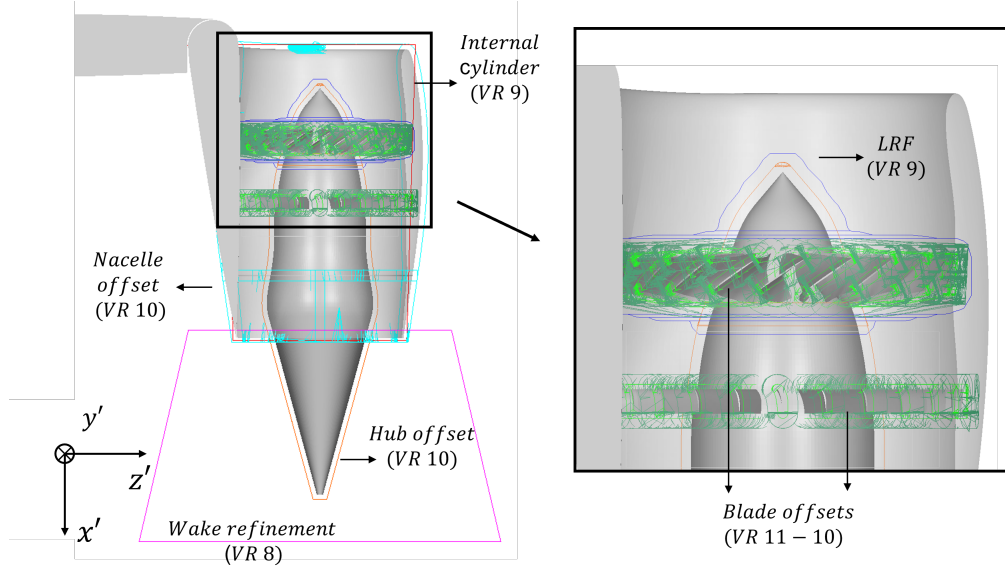 Internal
cylinder
(VR 9)
LRF
(VR 9)
Nacelle
offset
(VR 10)
y′
z′
x′
Hub offset
(VR 10)
Wake refinement
(VR 8)
Blade offsets
(VR 11 − 10)